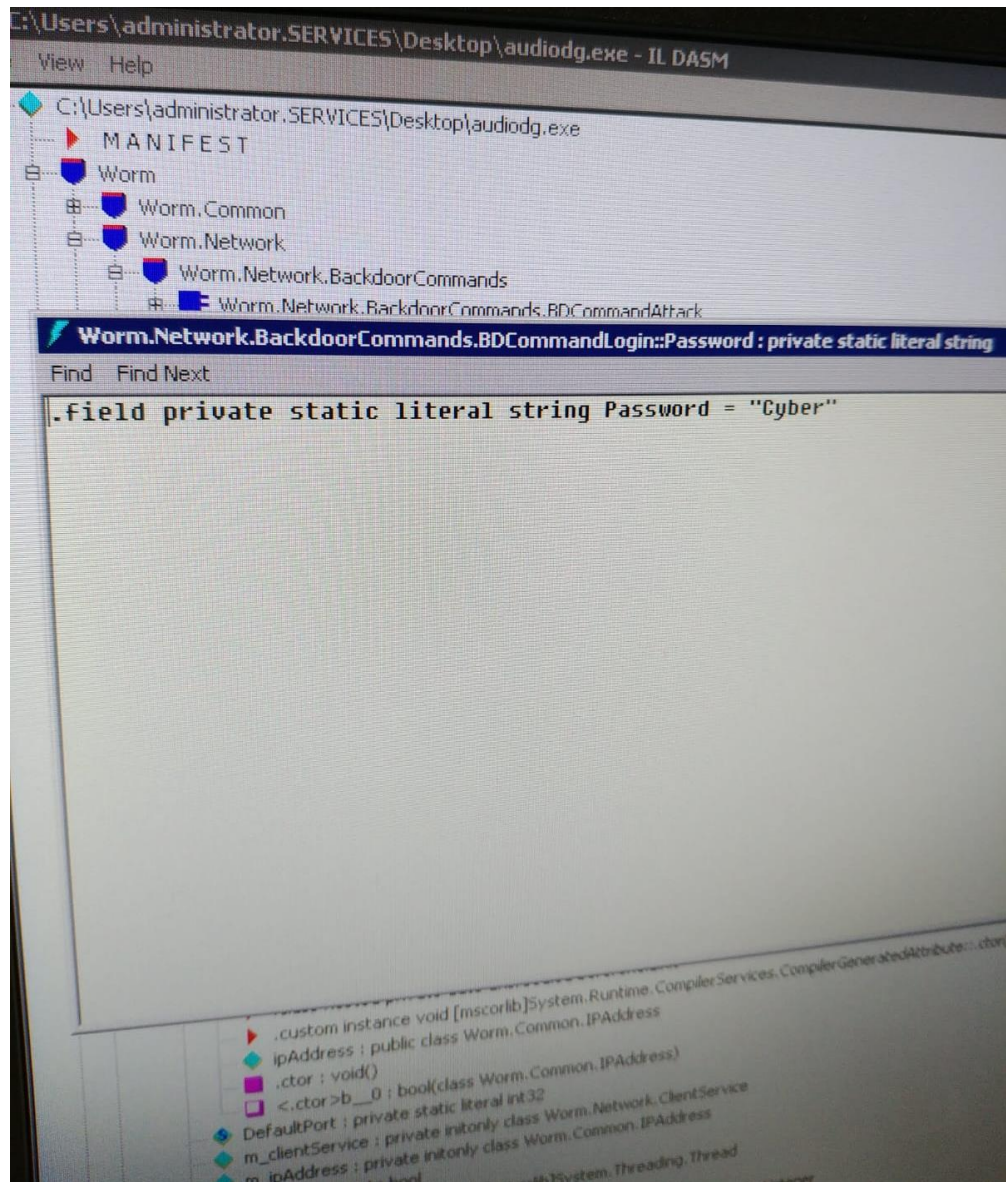 C:\Users\administrator.SERVICES\Desktop\audiodg.exe - IL DASM
View Help
C:\Users\administrator.SERVICES\Desktop\audiodg.exe
MANIFEST
Worm
Worm.Common
Worm.Network
Worm.Network.BackdoorCommands
Worm.Network.BackdoorCommands.BDCommandAttack
Worm.Network.BackdoorCommands.BDCommandLogin::Password : private static literal string
Find Find Next
.field private static literal string Password = "Cyber"
.custom instance void [mscorlib]System.Runtime.CompilerServices.CompilerGeneratedAttribute::.ctor(
ipAddress : public class Worm.Common.IPAddress
.ctor : void()
<.ctor>b__0 : bool(class Worm.Common.IPAddress)
DefaultPort : private static literal int32
m_clientService : private initonly class Worm.Network.ClientService
m_ipAddress : private initonly class Worm.Common.IPAddress
bool
System.Threading.Thread